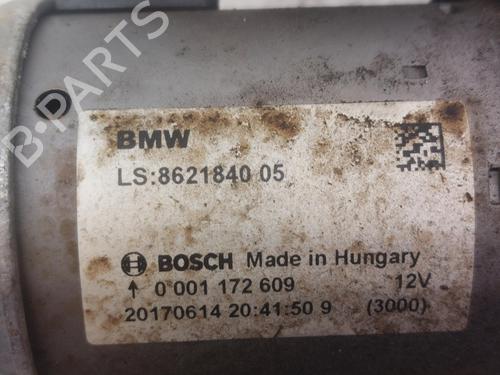 B-PARTS
BMW
LS:8621840 05
BOSCH Made in Hungary
↑ 0 001 172 609 12V
20170614 20:41:50 9 (3000)
B-PARTS